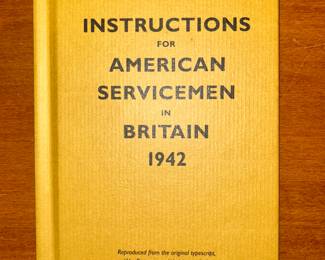 INSTRUCTIONS
FOR
AMERICAN
SERVICEMEN
IN
BRITAIN
1942
Reproduced from the original typescript,